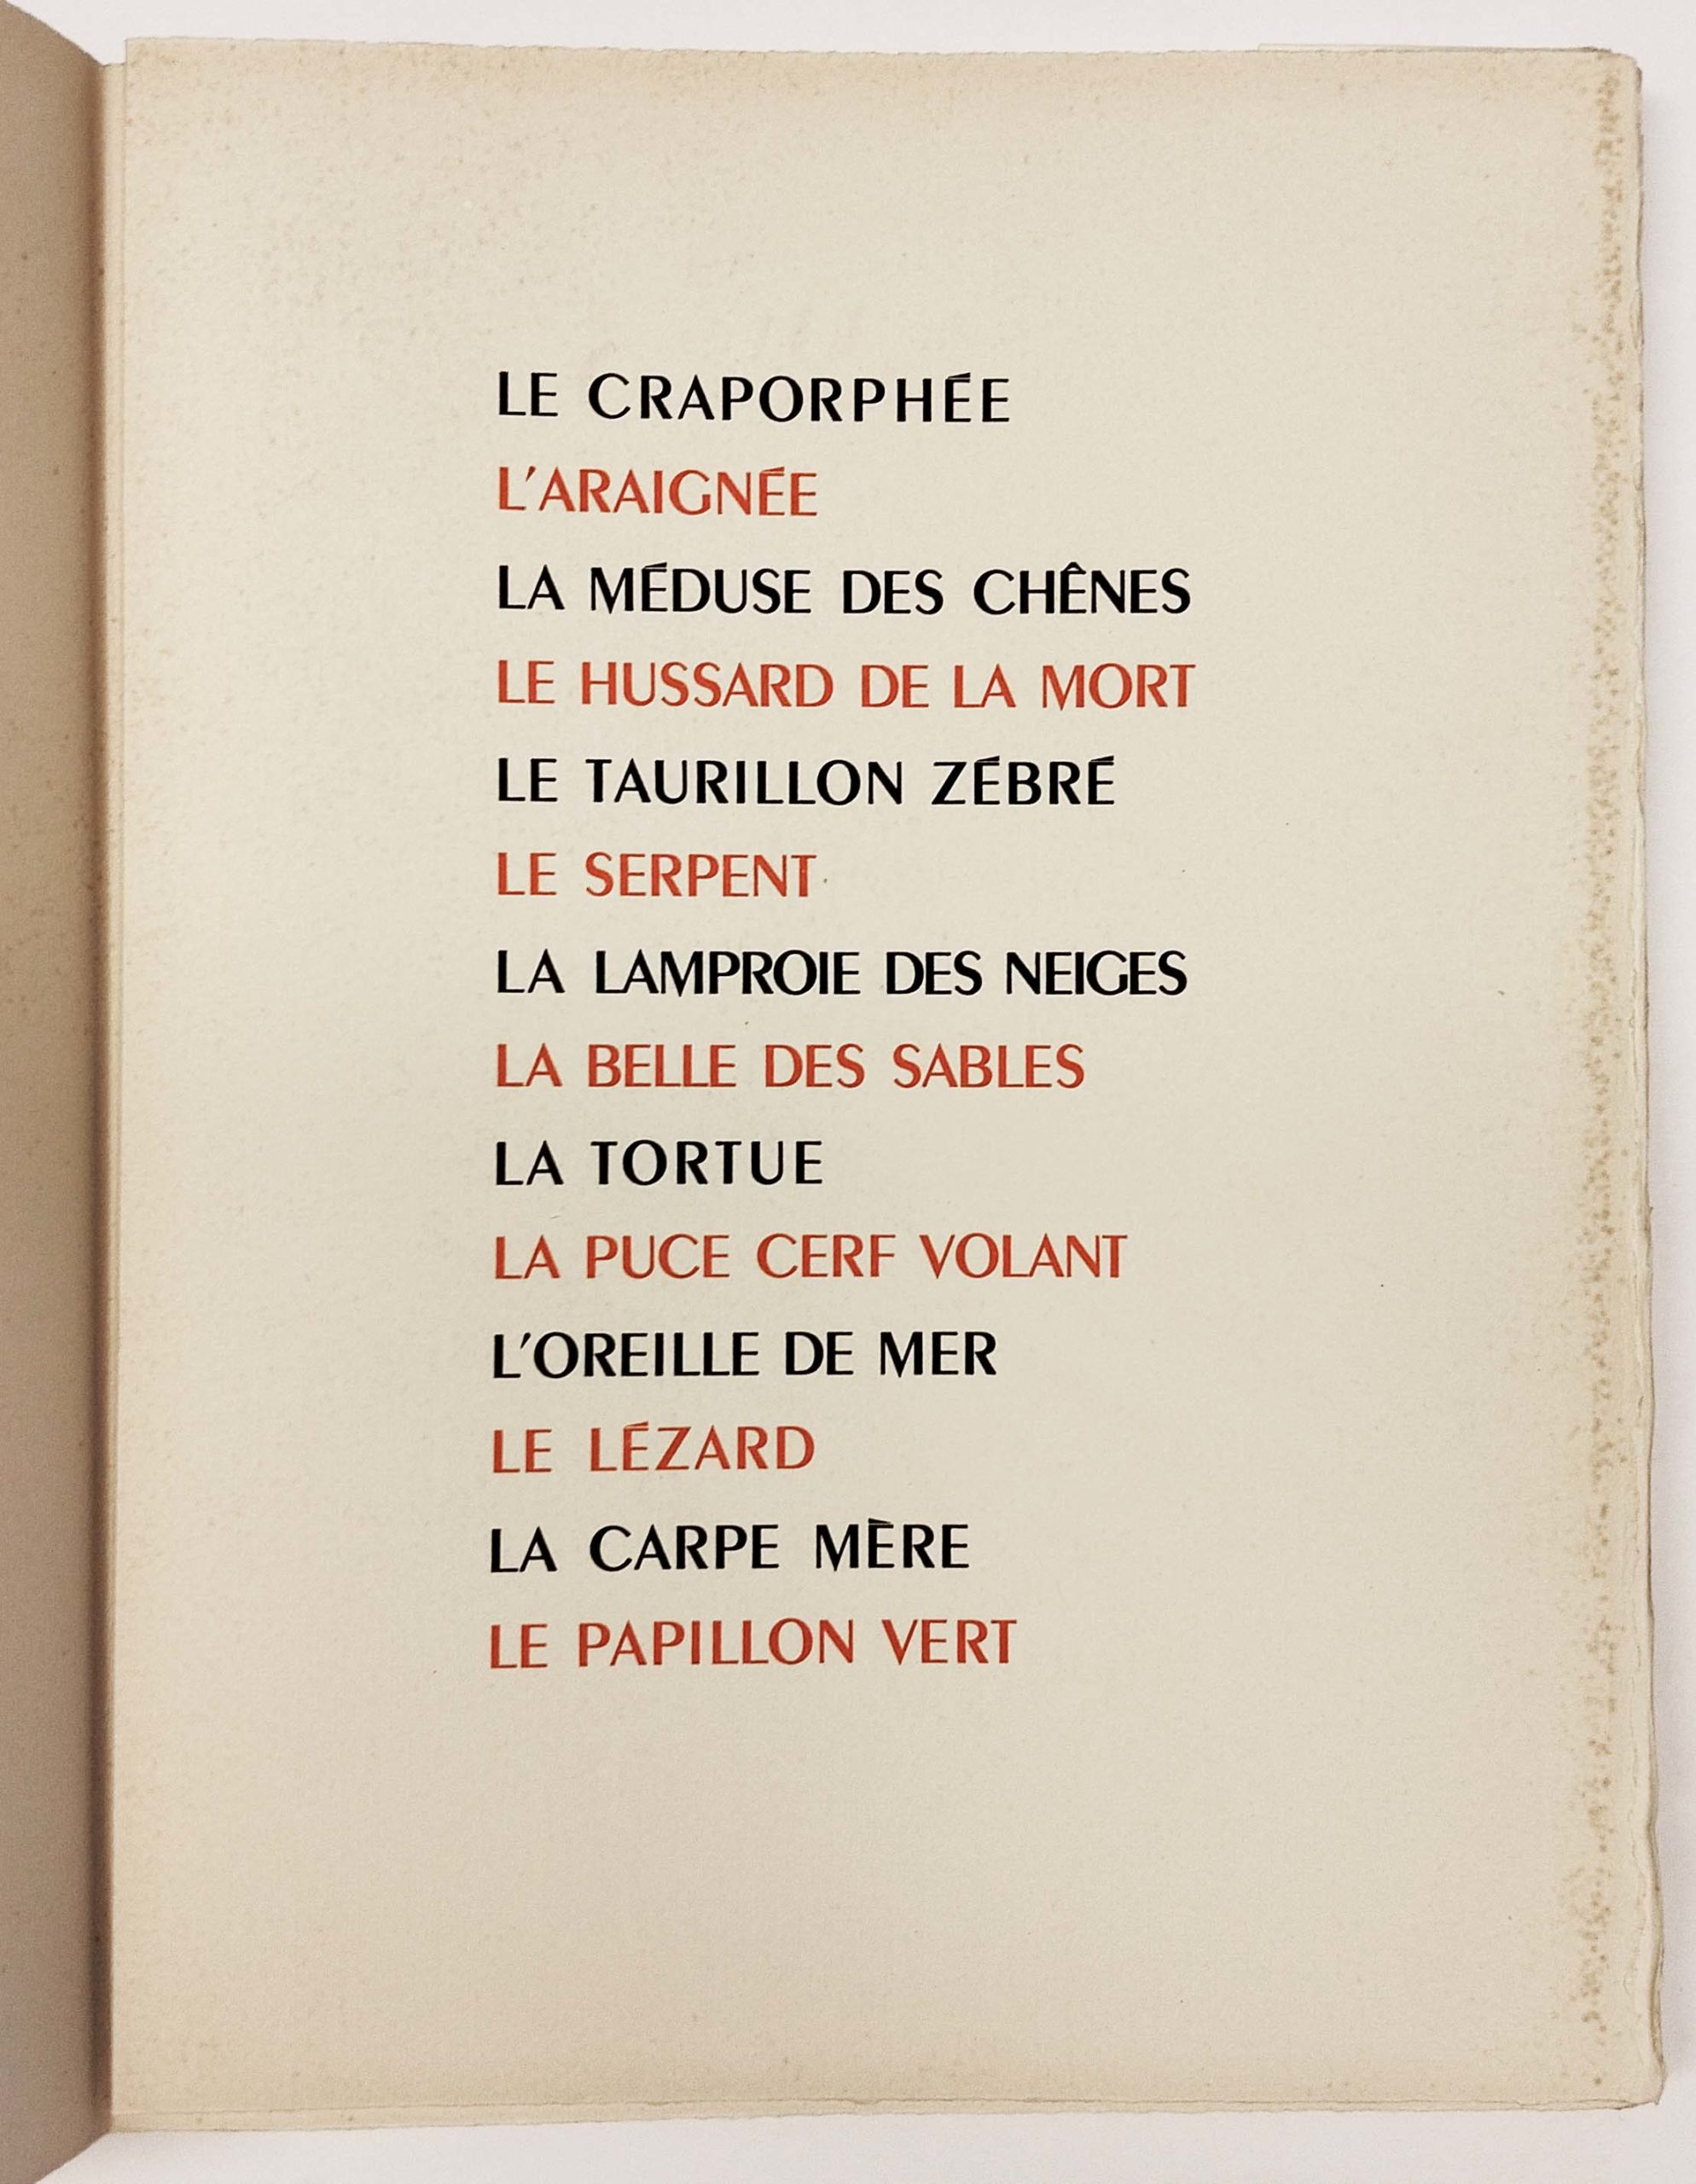 LE CRAPORPHÉE
L'ARAIGNÉE
LA MÉDUSE DES CHÊNES
LE HUSSARD DE LA MORT
LE TAURILLON ZÉBRÉ
LE SERPENT
LA LAMPROIE DES NEIGES
LA BELLE DES SABLES
LA TORTUE
LA PUCE CERF VOLANT
L'OREILLE DE MER
LE LÉZARD
LA CARPE MÈRE
LE PAPILLON VERT